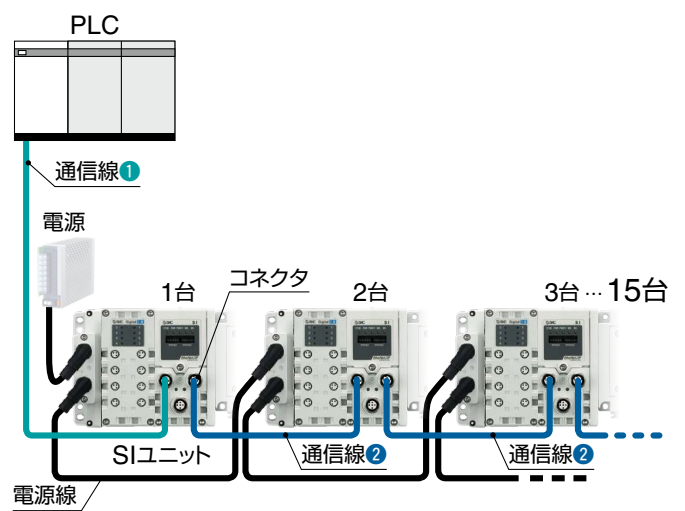 PLC
通信線❶
電源
コネクタ
1台
2台
3台…15台
SIユニット
通信線❷
通信線❷
電源線